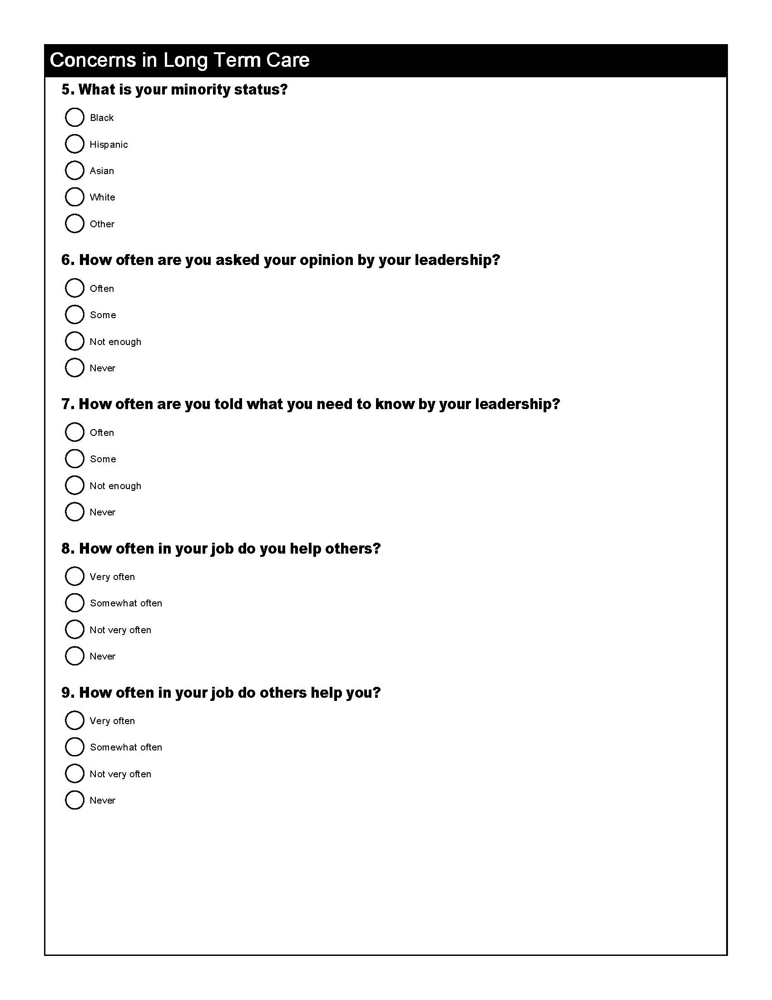 Concerns in Long Term Care
5. What is your minority status?
Black
Hispanic
Asian
White
Other
6. How often are you asked your opinion by your leadership?
Often
Some
Not enough
Never
7. How often are you told what you need to know by your leadership?
Often
Some
Not enough
Never
8. How often in your job do you help others?
Very often
Somewhat often
Not very often
Never
9. How often in your job do others help you?
Very often
Somewhat often
Not very often
Never